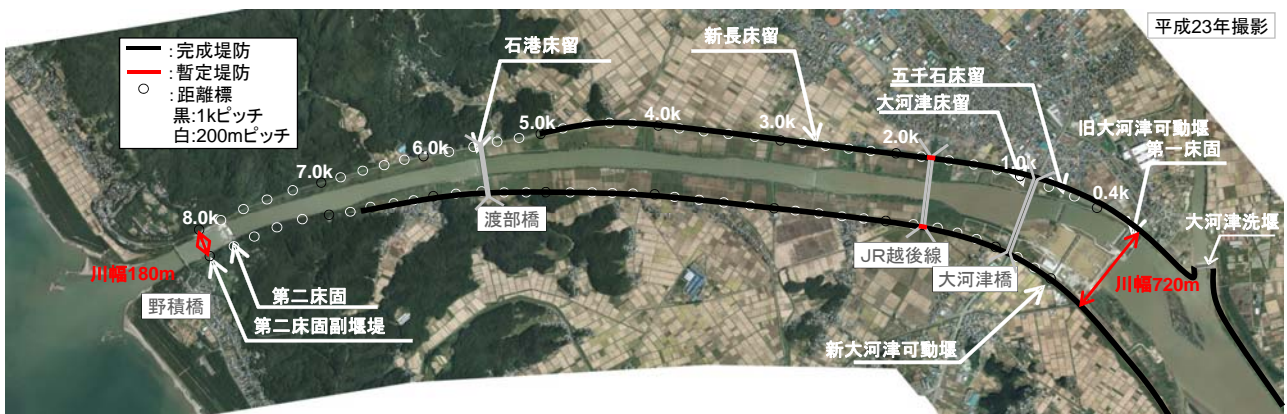 平成23年撮影
:完成堤防
:暫定堤防
:距離標
黒:1kピッチ
白:200mピッチ
石港床留
新長床留
五千石床留
大河津床留
旧大河津可動堰
第一床固
大河津洗堰
8.0k
7.0k
6.0k
5.0k
4.0k
3.0k
2.0k
1.0k
0.4k
川幅180m
野積橋
第二床固
第二床固副堰堤
渡部橋
JR越後線
大河津橋
新大河津可動堰
川幅720m